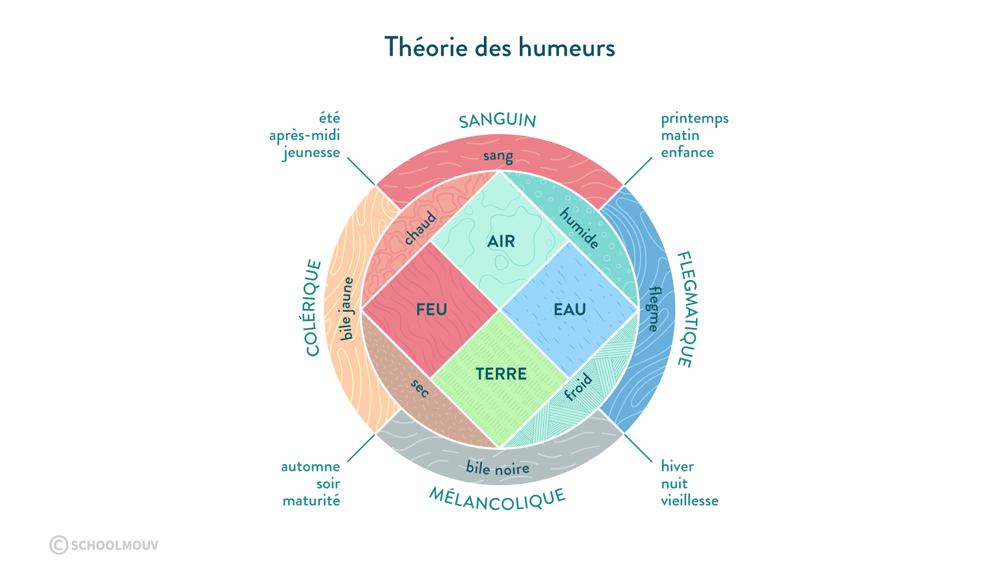 Théorie des humeurs
été
après-midi
jeunesse
SANGUIN
printemps
matin
enfance
sang
chaud
humide
AIR
COLÉRIQUE
bile jaune
FEU
EAU
flegme
FLEGMATIQUE
TERRE
sec
froid
bile noire
MÉLANCOLIQUE
automne
soir
maturité
hiver
nuit
vieillesse
© SCHOOLMOUV